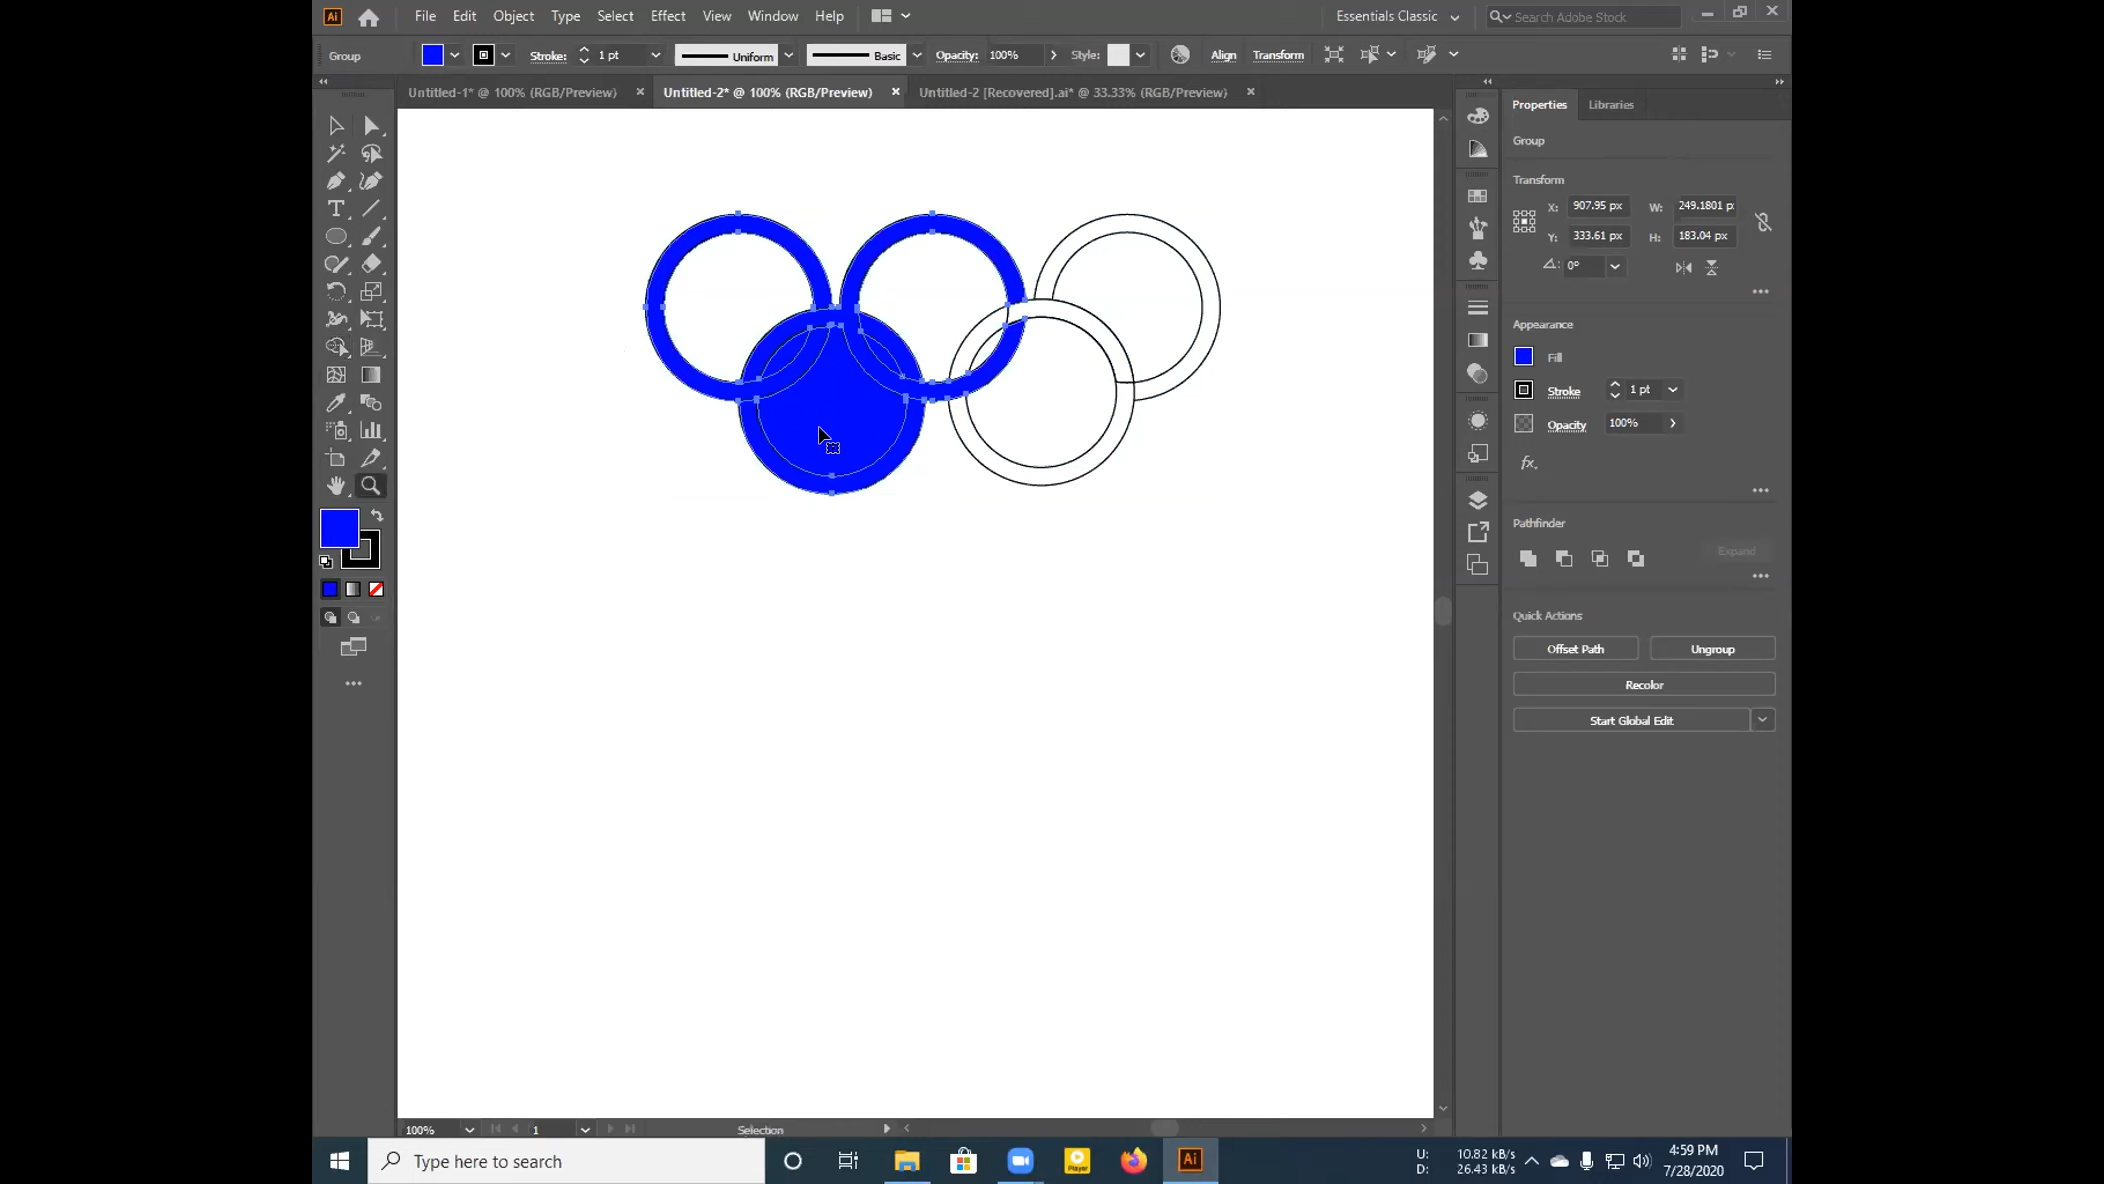 Ai File Edit Object Type Select Effect View Window Help Essentials Classic Search Adobe Stock
Group Stroke: 1 pt Uniform Basic Opacity: 100% Style: Align Transform
Untitled-1* @ 100% (RGB/Preview) Untitled-2* @ 100% (RGB/Preview) Untitled-2 [Recovered].ai* @ 33.33% (RGB/Preview)
Properties Libraries
Group
Transform
X: 907.95 px W: 249.1801 p
Y: 333.61 px H: 183.04 px
0°
Appearance
Fill
Stroke 1 pt
Opacity 100%
fx.
Pathfinder
Expand
Quick Actions
Offset Path Ungroup
Recolor
Start Global Edit
100% 1 Selection
Type here to search Player Ai
U: 10.82 kB/s
D: 26.43 kB/s
4:59 PM
7/28/2020